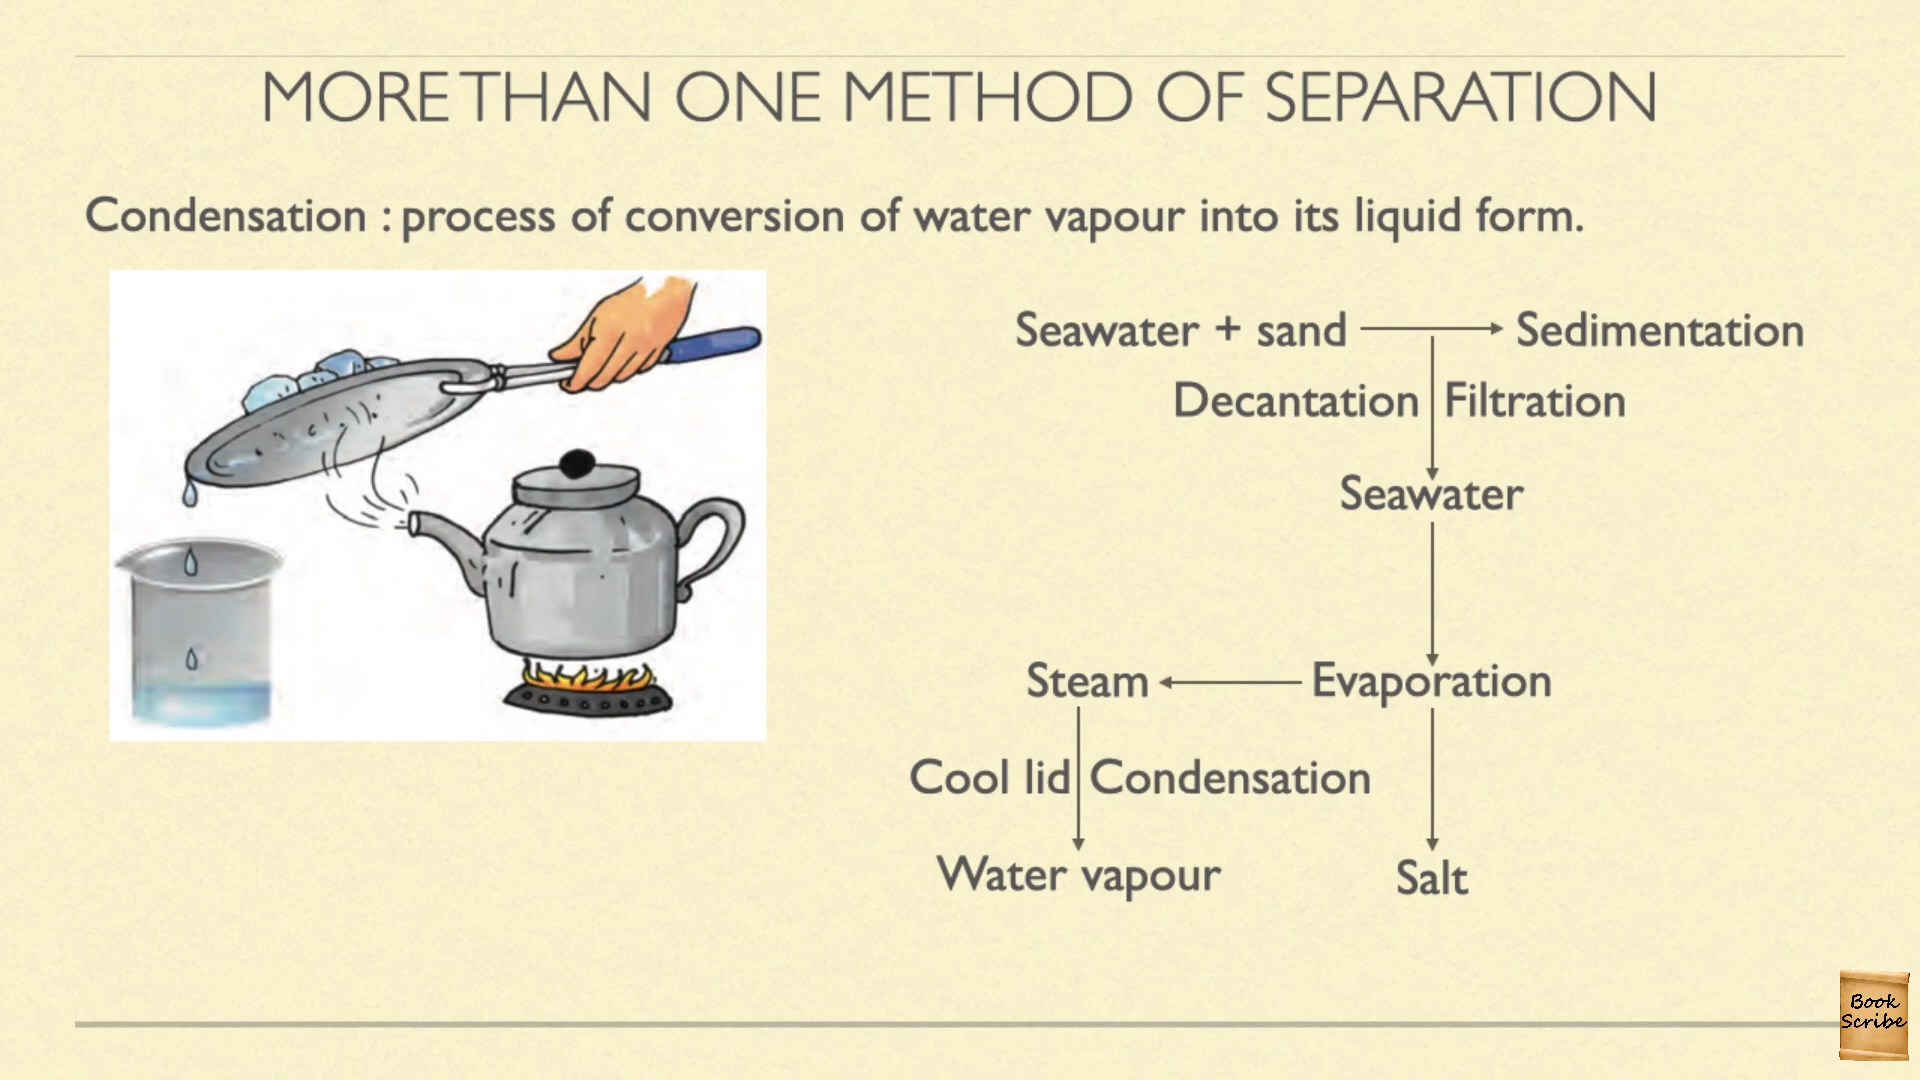 MORE THAN ONE METHOD OF SEPARATION
Condensation : process of conversion of water vapour into its liquid form.
Seawater + sand
Sedimentation
Decantation
Filtration
Seawater
Steam
Evaporation
Cool lid
Condensation
Water vapour
Salt
Book
Scribe